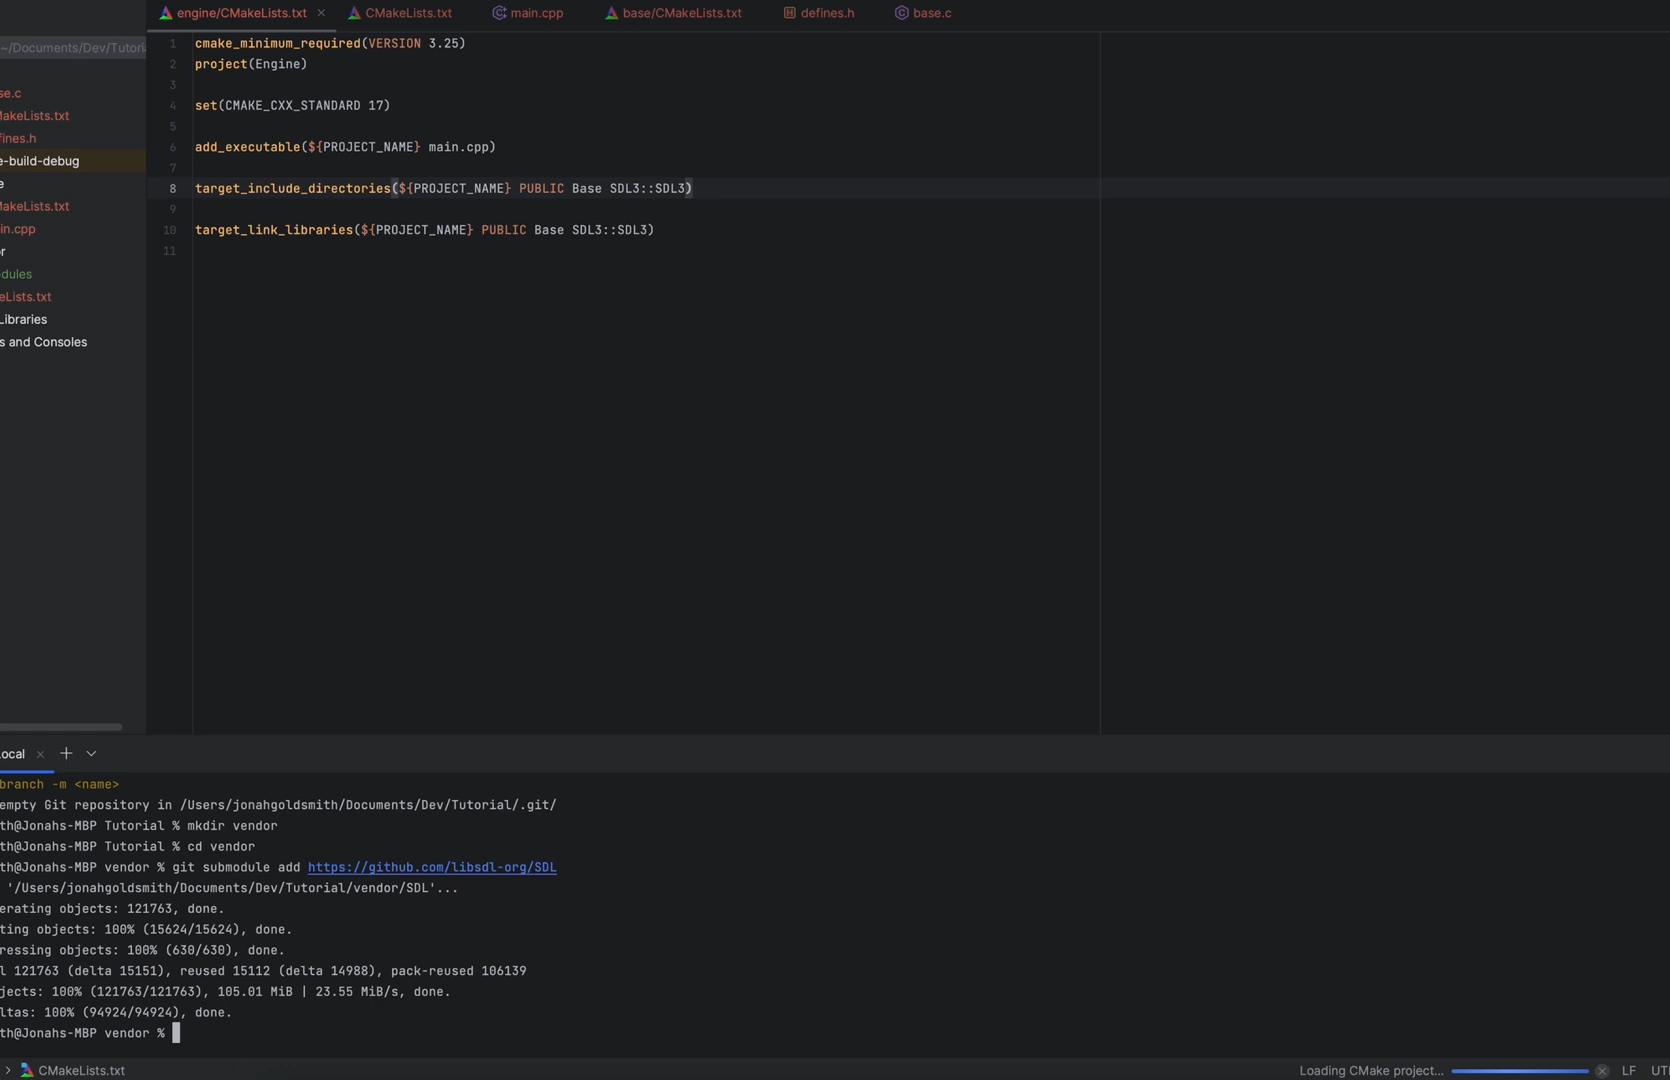 engine/CMakeLists.txt CMakeLists.txt main.cpp base/CMakeLists.txt defines.h base.c
~/Documents/Dev/Tutoria
se.c
MakeLists.txt
fines.h
e-build-debug
e
MakeLists.txt
in.cpp
or
dules
eLists.txt
Libraries
s and Consoles
1 cmake_minimum_required(VERSION 3.25)
2 project(Engine)
3
4 set(CMAKE_CXX_STANDARD 17)
5
6 add_executable(${PROJECT_NAME} main.cpp)
7
8 target_include_directories(${PROJECT_NAME} PUBLIC Base SDL3::SDL3)
9
10 target_link_libraries(${PROJECT_NAME} PUBLIC Base SDL3::SDL3)
11
ocal
branch -m <name>
empty Git repository in /Users/jonahgoldsmith/Documents/Dev/Tutorial/.git/
th@Jonahs-MBP Tutorial % mkdir vendor
th@Jonahs-MBP Tutorial % cd vendor
th@Jonahs-MBP vendor % git submodule add https://github.com/libsdl-org/SDL
'/Users/jonahgoldsmith/Documents/Dev/Tutorial/vendor/SDL'...
erating objects: 121763, done.
ting objects: 100% (15624/15624), done.
ressing objects: 100% (630/630), done.
l 121763 (delta 15151), reused 15112 (delta 14988), pack-reused 106139
jects: 100% (121763/121763), 105.01 MiB | 23.55 MiB/s, done.
ltas: 100% (94924/94924), done.
th@Jonahs-MBP vendor %
CMakeLists.txt Loading CMake project... LF UT